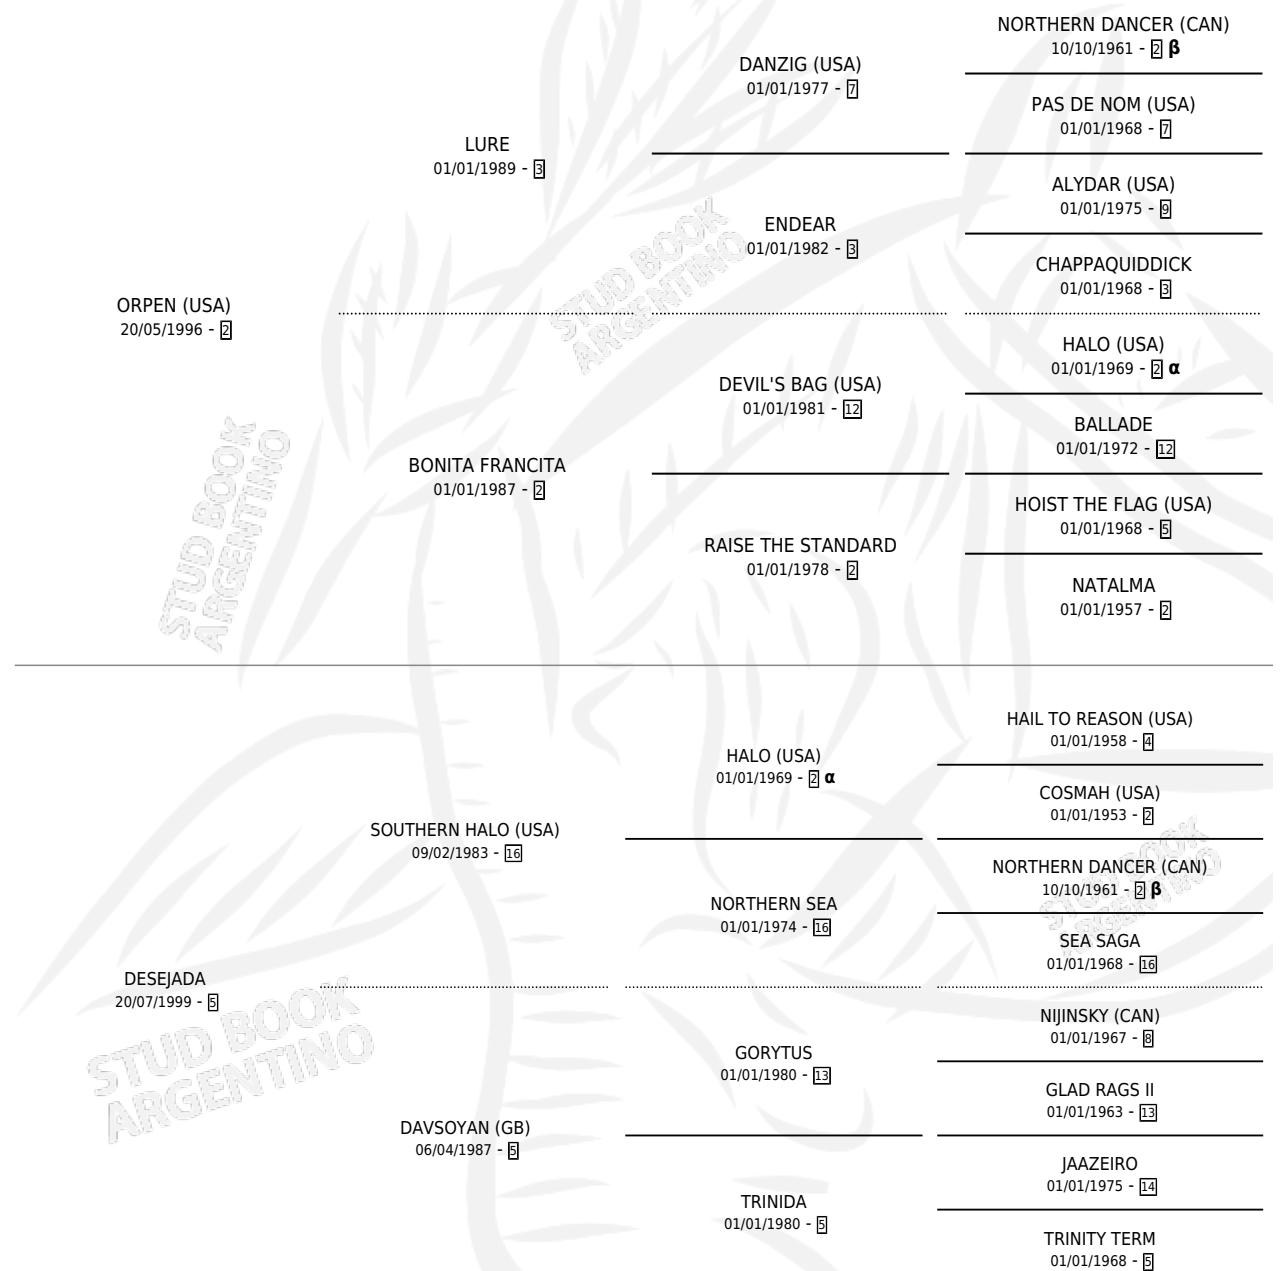 NORTHERN DANCER (CAN)
10/10/1961 - 2 β
DANZIG (USA)
01/01/1977 - 7
PAS DE NOM (USA)
01/01/1968 - 7
LURE
01/01/1989 - 3
ALYDAR (USA)
01/01/1975 - 9
ENDEAR
01/01/1982 - 3
CHAPPAQUIDDICK
01/01/1968 - 3
ORPEN (USA)
20/05/1996 - 2
HALO (USA)
01/01/1969 - 2 α
DEVIL'S BAG (USA)
01/01/1981 - 12
BALLADE
01/01/1972 - 12
BONITA FRANCITA
01/01/1987 - 2
HOIST THE FLAG (USA)
01/01/1968 - 5
RAISE THE STANDARD
01/01/1978 - 2
NATALMA
01/01/1957 - 2
STUD BOOK
ARGENTINO
STUD BOOK
ARGENTINO
HAIL TO REASON (USA)
01/01/1958 - 4
HALO (USA)
01/01/1969 - 2 α
COSMAH (USA)
01/01/1953 - 2
SOUTHERN HALO (USA)
09/02/1983 - 16
NORTHERN DANCER (CAN)
10/10/1961 - 2 β
NORTHERN SEA
01/01/1974 - 16
SEA SAGA
01/01/1968 - 16
DESEJADA
20/07/1999 - 5
NIJINSKY (CAN)
01/01/1967 - 8
GORYTUS
01/01/1980 - 13
GLAD RAGS II
01/01/1963 - 13
DAVSOYAN (GB)
06/04/1987 - 5
JAAZEIRO
01/01/1975 - 14
TRINIDA
01/01/1980 - 5
TRINITY TERM
01/01/1968 - 5
STUD BOOK
ARGENTINO
STUD BOOK
ARGENTINO